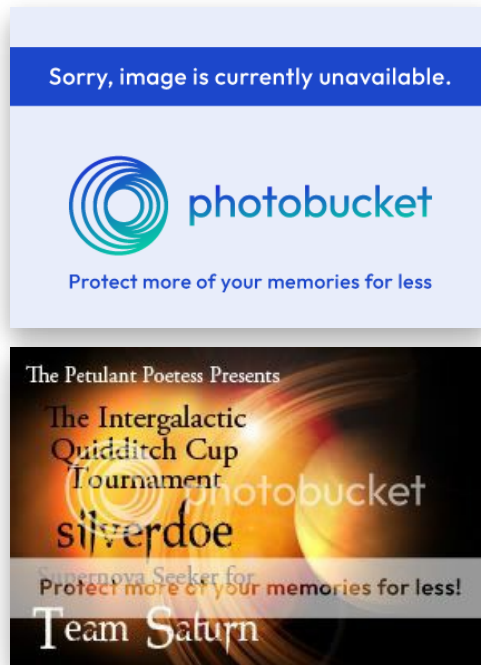 Sorry, image is currently unavailable.
photobucket
Protect more of your memories for less
The Petulant Poetess Presents
The Intergalactic
Quidditch Cup
Tournament
photobucket
silverdoe
Supernova Seeker for
Protect more of your memories for less!
Team Saturn